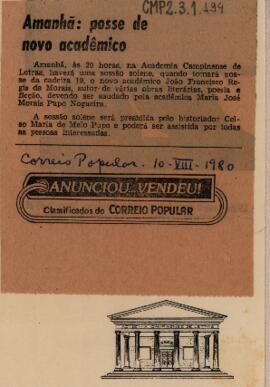 CMP2.3.1.194
Amanhã: posse de
novo acadêmico
Amanhã, às 20 horas, na Academia Campinense de
Letras, haverá uma sessão solene, quando tomará pos-
se da cadeira 19, o novo acadêmico João Francisco Re-
gis de Morais, autor de várias obras literárias, poesia e
ficção, devendo ser saudado pela acadêmica Maria José
Morais Pupo Nogueira.
A sessão solene será presidida pelo historiador Cel-
so Maria de Melo Pupo e poderá ser assistida por todas
as pessoas interessadas.
Correio Popular. 10-VIII-1980
ANUNCIOU...VENDEU!
Classificados do CORREIO POPULAR